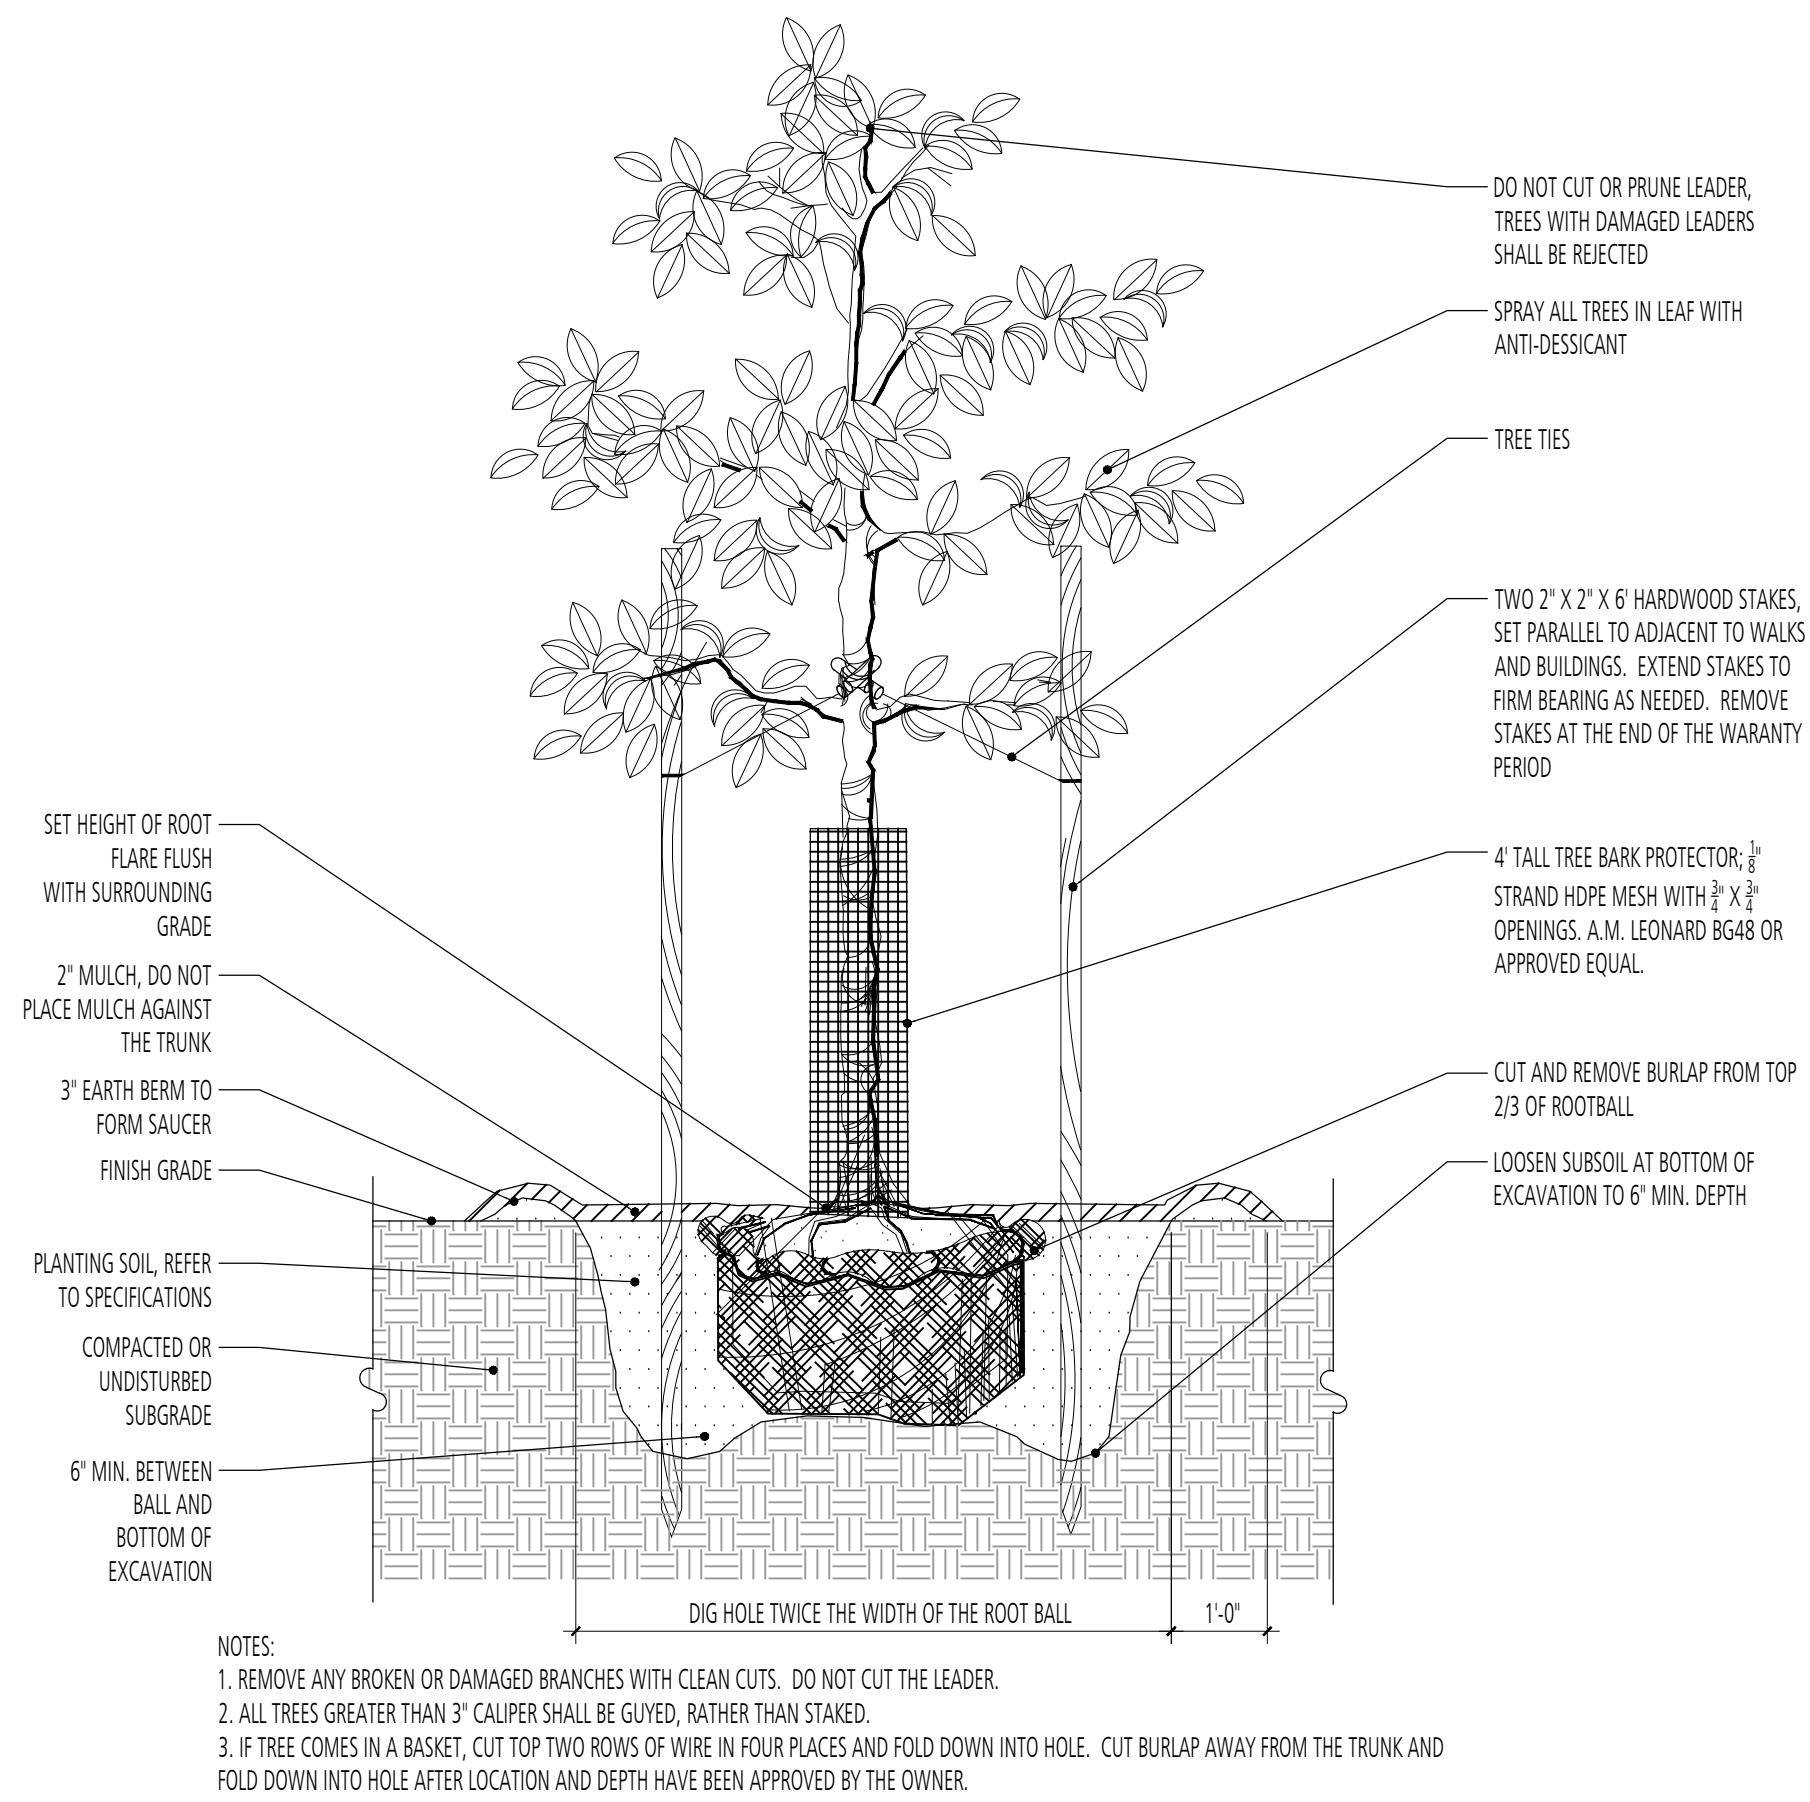 DO NOT CUT OR PRUNE LEADER,
TREES WITH DAMAGED LEADERS
SHALL BE REJECTED
SPRAY ALL TREES IN LEAF WITH
ANTI-DESSICANT
TREE TIES
TWO 2" X 2" X 6' HARDWOOD STAKES,
SET PARALLEL TO ADJACENT TO WALKS
AND BUILDINGS.  EXTEND STAKES TO
FIRM BEARING AS NEEDED.  REMOVE
STAKES AT THE END OF THE WARANTY
PERIOD
4' TALL TREE BARK PROTECTOR; 1/8"
STRAND HDPE MESH WITH 3/4" X 3/4"
OPENINGS. A.M. LEONARD BG48 OR
APPROVED EQUAL.
CUT AND REMOVE BURLAP FROM TOP
2/3 OF ROOTBALL
LOOSEN SUBSOIL AT BOTTOM OF
EXCAVATION TO 6" MIN. DEPTH
SET HEIGHT OF ROOT
FLARE FLUSH
WITH SURROUNDING
GRADE
2" MULCH, DO NOT
PLACE MULCH AGAINST
THE TRUNK
3" EARTH BERM TO
FORM SAUCER
FINISH GRADE
PLANTING SOIL, REFER
TO SPECIFICATIONS
COMPACTED OR
UNDISTURBED
SUBGRADE
6" MIN. BETWEEN
BALL AND
BOTTOM OF
EXCAVATION
DIG HOLE TWICE THE WIDTH OF THE ROOT BALL
1'-0"
NOTES:
1. REMOVE ANY BROKEN OR DAMAGED BRANCHES WITH CLEAN CUTS.  DO NOT CUT THE LEADER.
2. ALL TREES GREATER THAN 3" CALIPER SHALL BE GUYED, RATHER THAN STAKED.
3. IF TREE COMES IN A BASKET, CUT TOP TWO ROWS OF WIRE IN FOUR PLACES AND FOLD DOWN INTO HOLE.  CUT BURLAP AWAY FROM THE TRUNK AND
FOLD DOWN INTO HOLE AFTER LOCATION AND DEPTH HAVE BEEN APPROVED BY THE OWNER.